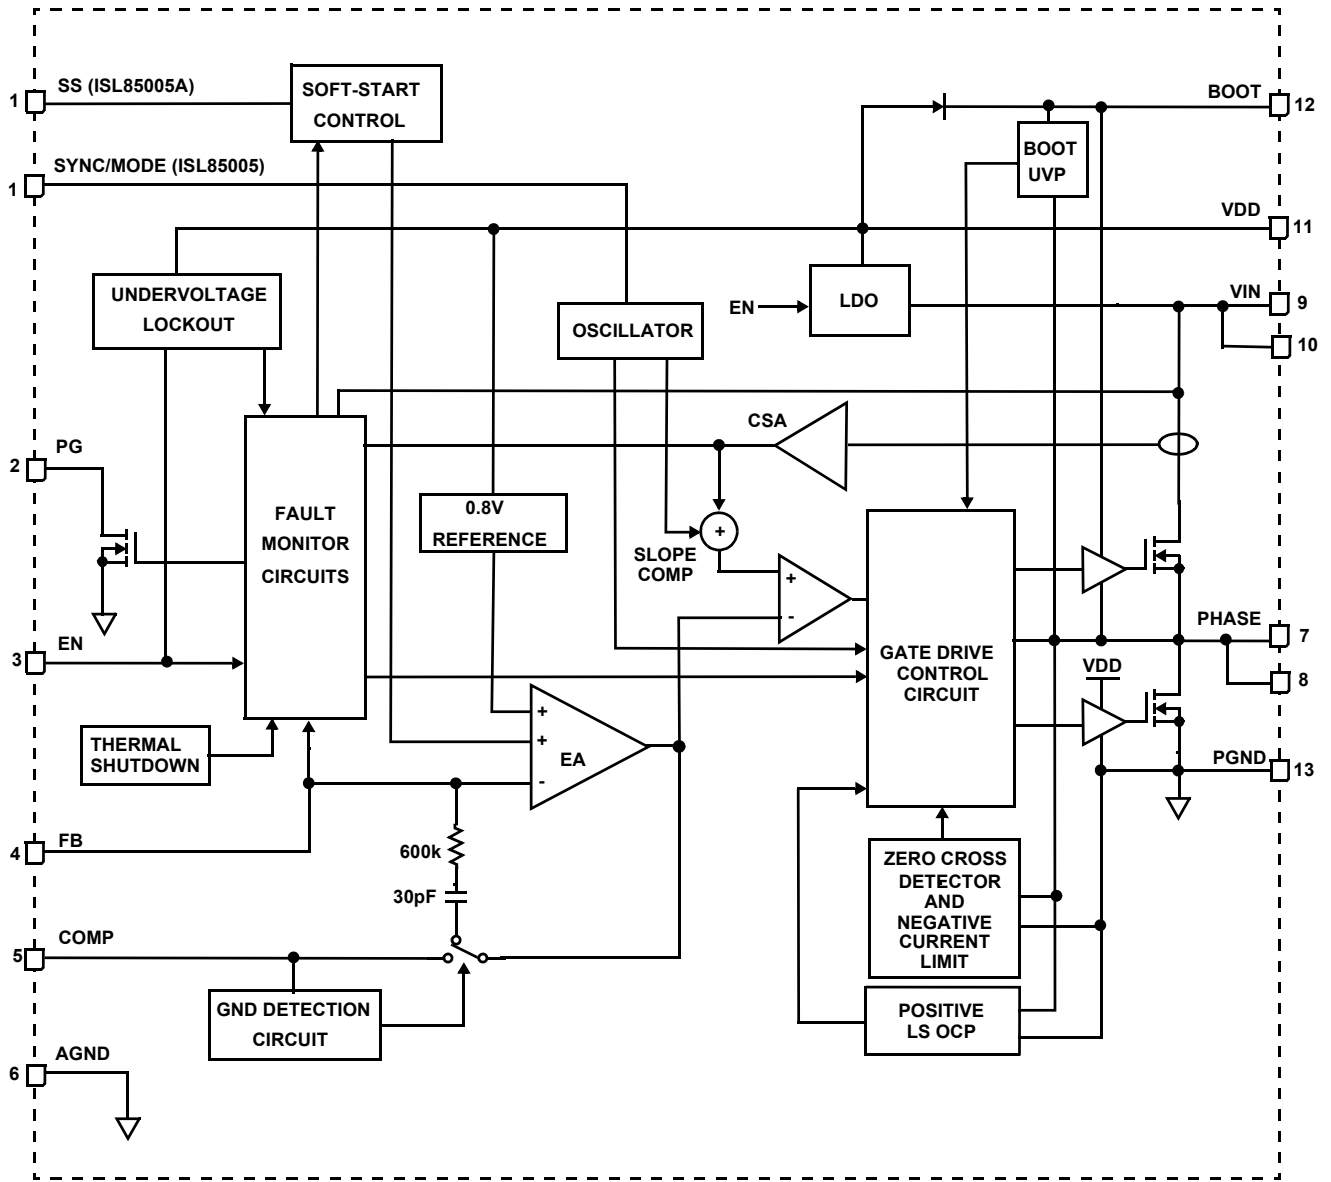 SS (ISL85005A)
1
SOFT-START
CONTROL
BOOT
12
SYNC/MODE (ISL85005)
1
BOOT
UVP
VDD
11
UNDERVOLTAGE
LOCKOUT
EN
LDO
VIN
9
10
OSCILLATOR
CSA
PG
2
FAULT
MONITOR
CIRCUITS
0.8V
REFERENCE
+
SLOPE
COMP
+
-
EN
3
GATE DRIVE
CONTROL
CIRCUIT
PHASE
7
8
VDD
THERMAL
SHUTDOWN
+
+
-
EA
PGND
13
FB
4
600k
30pF
ZERO CROSS
DETECTOR
AND
NEGATIVE
CURRENT
LIMIT
COMP
5
GND DETECTION
CIRCUIT
POSITIVE
LS OCP
AGND
6